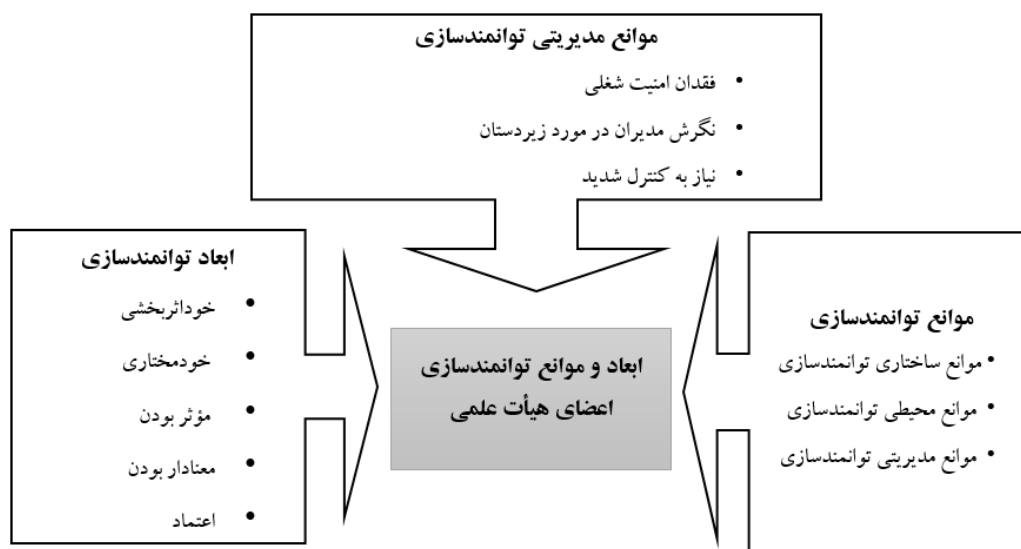 موانع مدیریتی توانمندسازی
• فقدان امنیت شغلی
• نگرش مدیران در مورد زیردستان
• نیاز به کنترل شدید
موانع توانمندسازی
• موانع ساختاری توانمندسازی
• موانع محیطی توانمندسازی
• موانع مدیریتی توانمندسازی
ابعاد و موانع توانمندسازی
اعضای هیأت علمی
ابعاد توانمندسازی
• خوداثربخشی
• خودمختاری
• مؤثر بودن
• معنادار بودن
• اعتماد